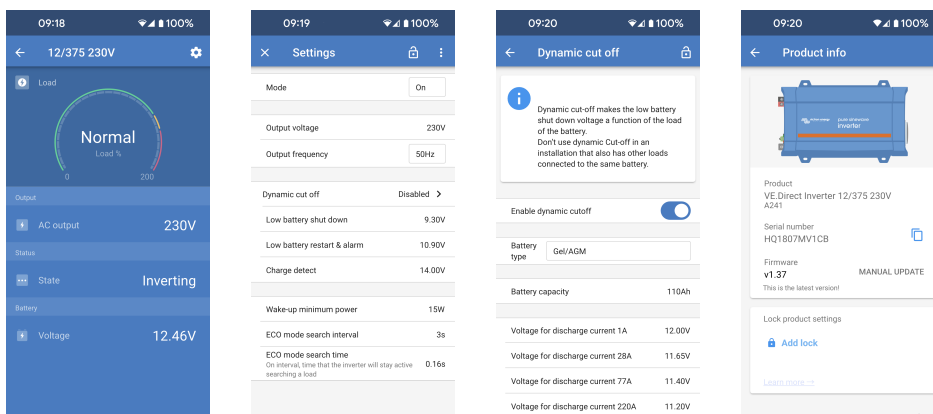 09:18
100%
12/375 230V
Load
Normal
Load %
0
200
Output
AC output
230V
Status
State
Inverting
Battery
Voltage
12.46V
09:19
100%
Settings
Mode
On
Output voltage
230V
Output frequency
50Hz
Dynamic cut off
Disabled
Low battery shut down
9.30V
Low battery restart & alarm
10.90V
Charge detect
14.00V
Wake-up minimum power
15W
ECO mode search interval
3s
ECO mode search time
0.16s
On interval, time that the inverter will stay active
searching a load
09:20
100%
Dynamic cut off
Dynamic cut-off makes the low battery
shut down voltage a function of the load
of the battery.
Don't use dynamic Cut-off in an
installation that also has other loads
connected to the same battery.
Enable dynamic cutoff
Battery
type
Gel/AGM
Battery capacity
110Ah
Voltage for discharge current 1A
12.00V
Voltage for discharge current 28A
11.65V
Voltage for discharge current 77A
11.40V
Voltage for discharge current 220A
11.20V
09:20
100%
Product info
victron energy
pure sinewave
inverter
Product
VE.Direct Inverter 12/375 230V
A241
Serial number
HQ1807MV1CB
Firmware
v1.37
MANUAL UPDATE
This is the latest version!
Lock product settings
Add lock
Learn more